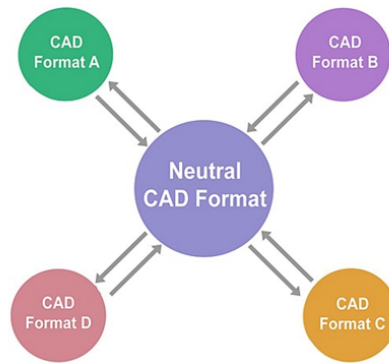 CAD
Format A
CAD
Format B
Neutral
CAD Format
CAD
Format D
CAD
Format C